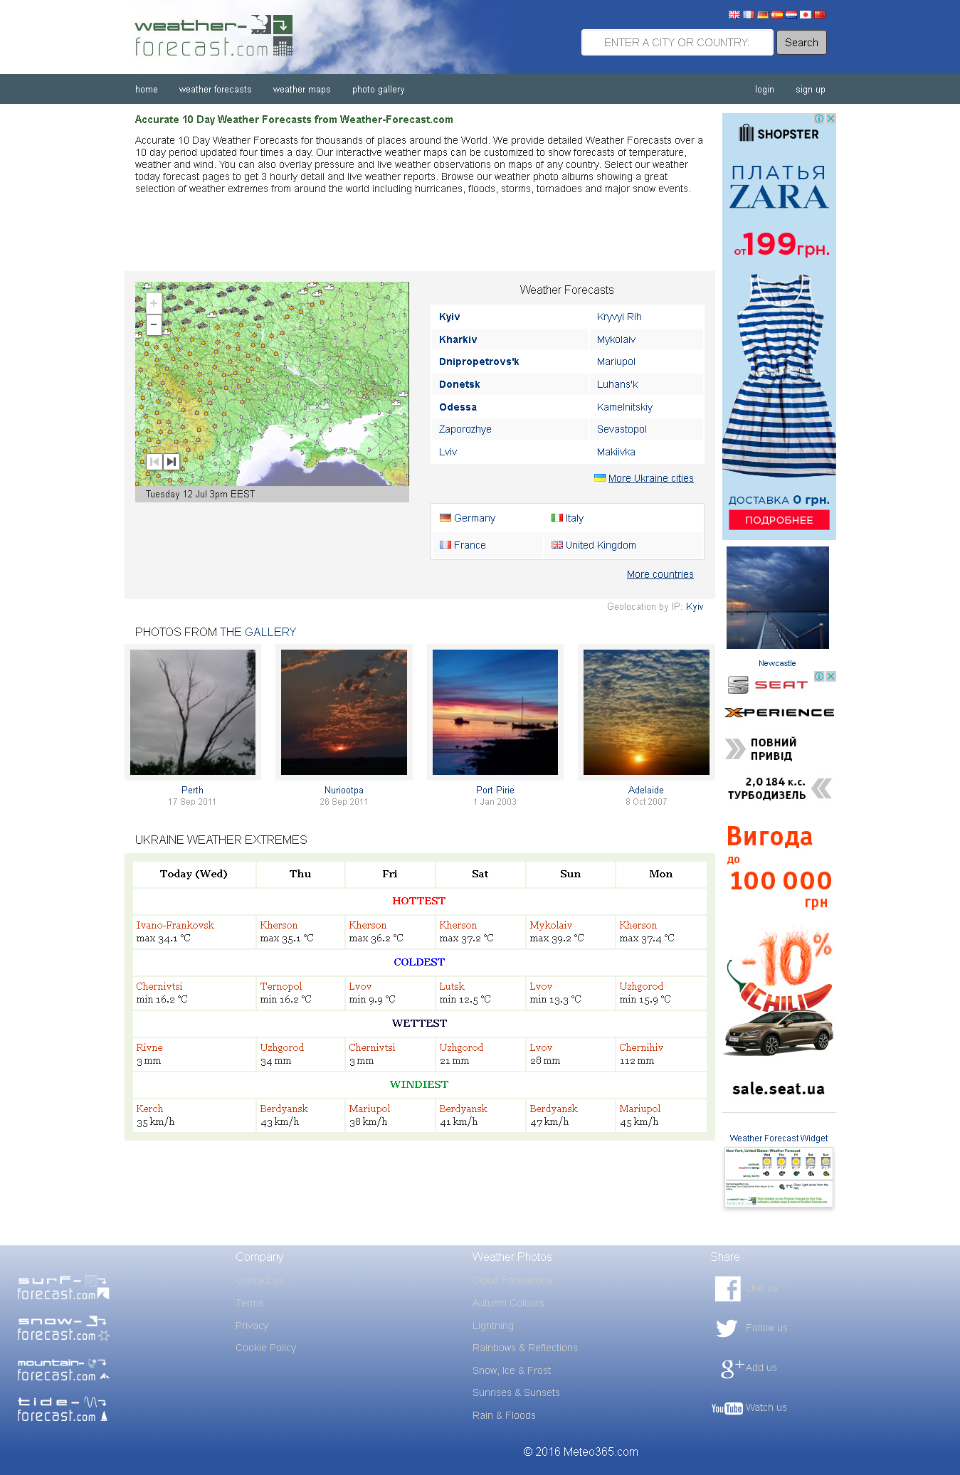 weather-
forecast.com
ENTER A CITY OR COUNTRY:
Search
home weather forecasts weather maps photo gallery login sign up
Accurate 10 Day Weather Forecasts from Weather-Forecast.com
Accurate 10 Day Weather Forecasts for thousands of places around the World. We provide detailed Weather Forecasts over a
10 day period updated four times a day. Our interactive weather maps can be customized to show forecasts of temperature,
weather and wind. You can also overlay pressure and live weather observations on maps of any country. Select our weather
today forecast pages to get 3 hourly detail and live weather reports. Browse our weather photo albums showing a great
selection of weather extremes from around the world including hurricanes, floods, storms, tornadoes and major snow events.
SHOPSTER
ПЛАТЬЯ
ZARA
от 199 грн.
ДОСТАВКА 0 грн.
ПОДРОБНЕЕ
+
−
Tuesday 12 Jul 3pm EEST
Weather Forecasts
Kyiv Kryvyi Rih
Kharkiv Mykolaiv
Dnipropetrovs'k Mariupol
Donetsk Luhans'k
Odessa Kamelnitskiy
Zaporozhye Sevastopol
Lviv Makiivka
More Ukraine cities
Germany Italy
France United Kingdom
More countries
Geolocation by IP: Kyiv
Newcastle
PHOTOS FROM THE GALLERY
Perth Nuriootpa Port Pirie Adelaide
17 Sep 2011 26 Sep 2011 1 Jan 2003 8 Oct 2007
SEAT
X-PERIENCE
ПОВНИЙ
ПРИВІД
2,0 184 к.с.
ТУРБОДИЗЕЛЬ
Вигода
до
100 000
грн
-10%
CHILI
sale.seat.ua
UKRAINE WEATHER EXTREMES
Today (Wed) Thu Fri Sat Sun Mon
HOTTEST
Ivano-Frankovsk Kherson Kherson Kherson Mykolaiv Kherson
max 34.1 °C max 35.1 °C max 36.2 °C max 37.2 °C max 39.2 °C max 37.4 °C
COLDEST
Chernivtsi Ternopol Lvov Lutsk Lvov Uzhgorod
min 16.2 °C min 16.2 °C min 9.9 °C min 12.5 °C min 13.3 °C min 15.9 °C
WETTEST
Rivne Uzhgorod Chernivtsi Uzhgorod Lvov Chernihiv
3 mm 34 mm 3 mm 21 mm 28 mm 112 mm
WINDIEST
Kerch Berdyansk Mariupol Berdyansk Berdyansk Mariupol
35 km/h 43 km/h 38 km/h 41 km/h 47 km/h 45 km/h
Weather Forecast Widget
New York, United States: Weather Forecast
surf-
forecast.com
snow-
forecast.com
mountain-
forecast.com
tide-
forecast.com
Company
Contact us
Terms
Privacy
Cookie Policy
Weather Photos
Cloud Formations
Autumn Colours
Lightning
Rainbows & Reflections
Snow, Ice & Frost
Sunrises & Sunsets
Rain & Floods
Share
Like us
Follow us
g+ Add us
YouTube Watch us
© 2016 Meteo365.com